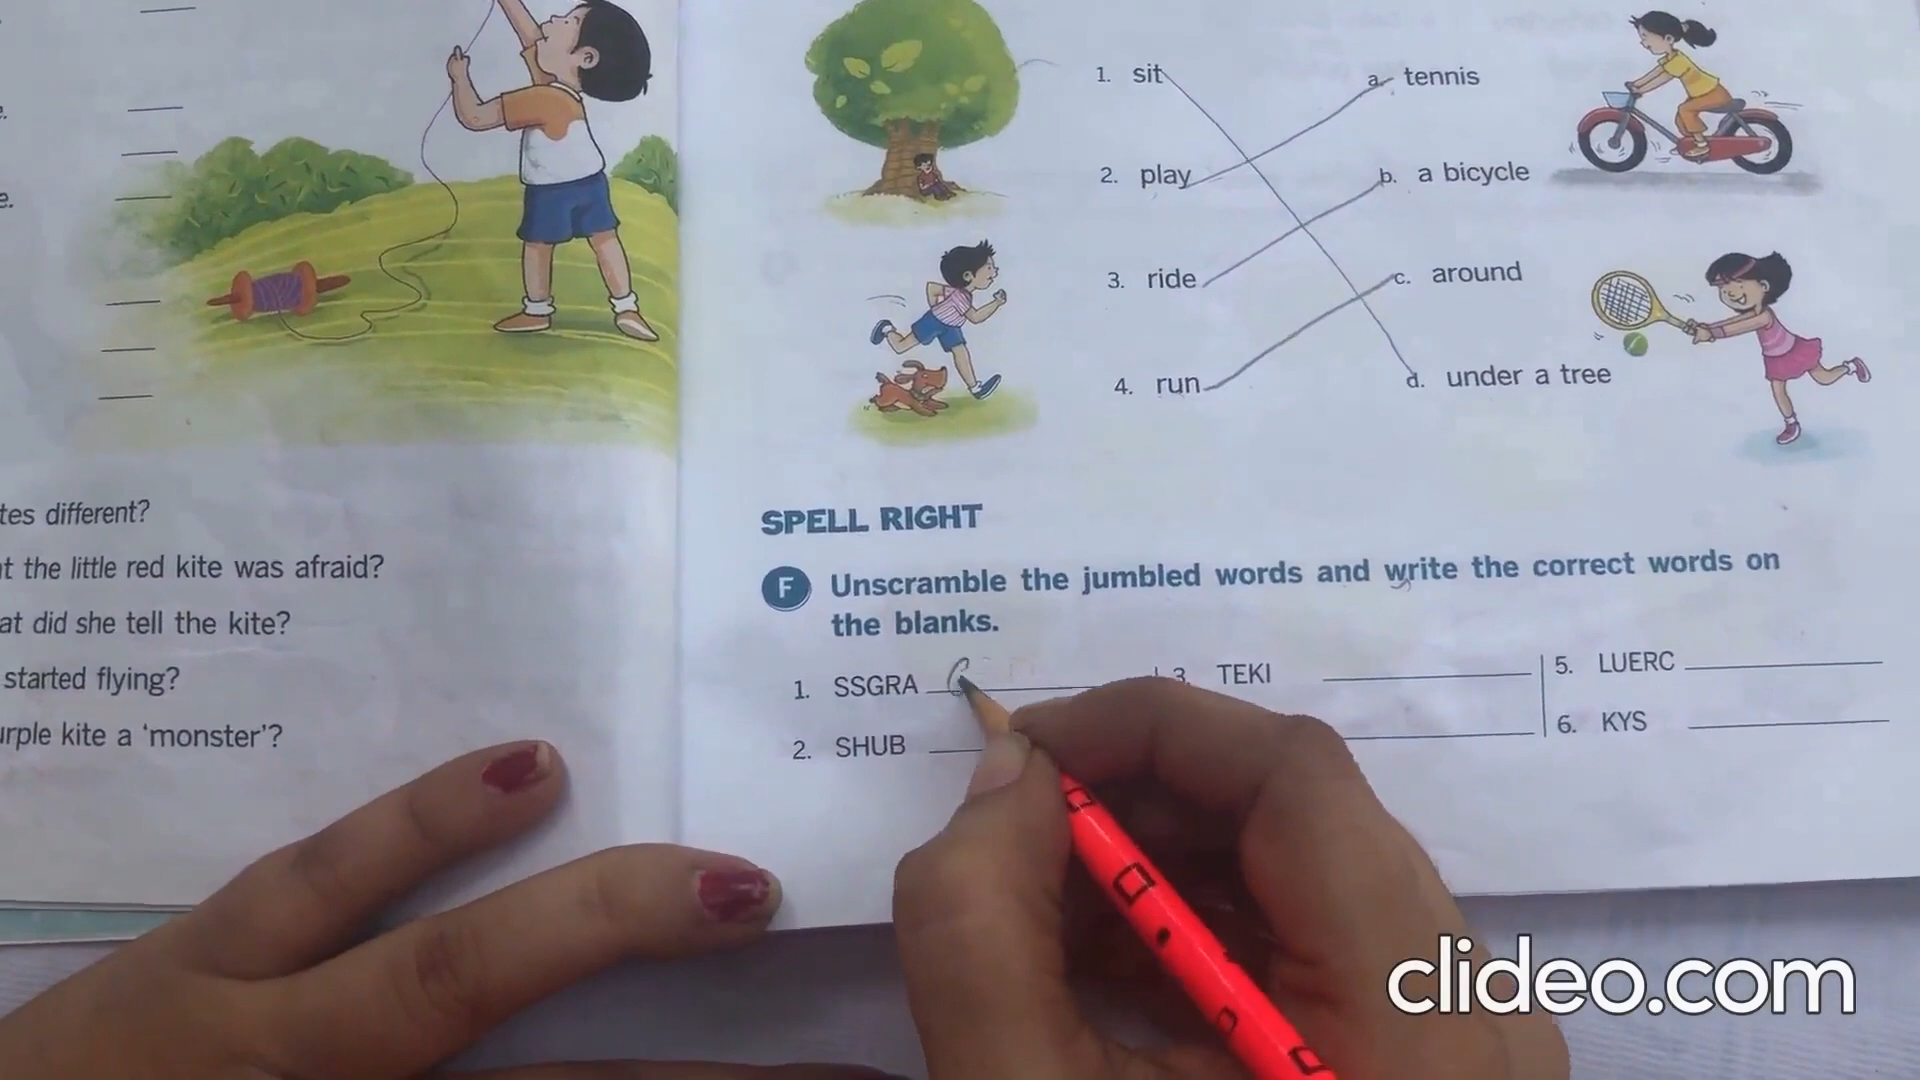 tes different?
the little red kite was afraid?
at did she tell the kite?
started flying?
urple kite a 'monster'?
1. sit
a. tennis
2. play
b. a bicycle
3. ride
c. around
4. run
d. under a tree
SPELL RIGHT
F Unscramble the jumbled words and write the correct words on
the blanks.
1. SSGRA G
2. SHUB
3. TEKI
5. LUERC
6. KYS
clideo.com